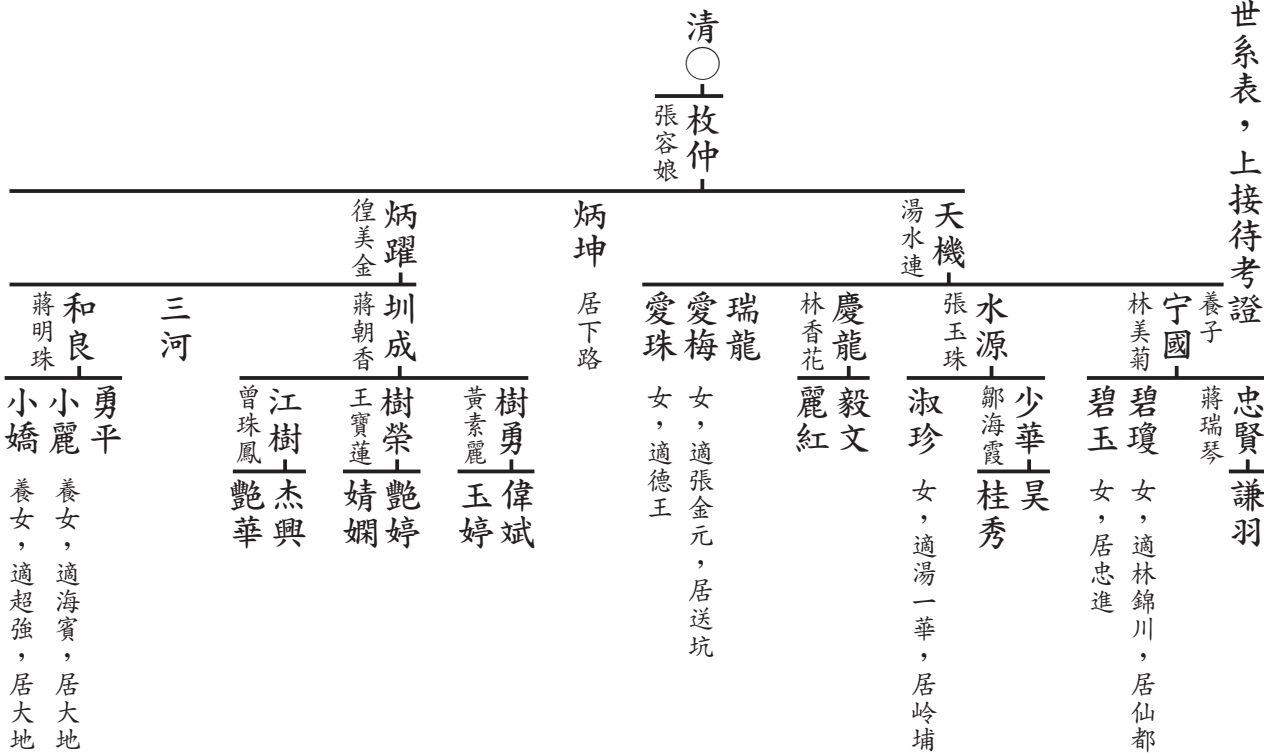 世系表，上接待考證
清〇
枚仲
張容娘
天機
湯水連
炳坤
居下路
炳躍
徨美金
養子
宁國
林美菊
水源
張玉珠
慶龍
林香花
瑞龍
愛梅
女，適張金元，居送坑
愛珠
女，適德王
圳成
蔣朝香
三河
和良
蔣明珠
忠賢
蔣瑞琴
碧瓊
女，適林錦川，居仙都
碧玉
女，居忠進
少華
鄒海霞
淑珍
女，適湯一華，居岭埔
毅文
麗紅
樹勇
黃素麗
樹榮
王寶蓮
江樹
曾珠鳳
勇平
小麗
養女，適海賓，居大地
小嬌
養女，適超強，居大地
謙羽
昊
桂秀
偉斌
玉婷
艷婷
婧嫻
杰興
艷華